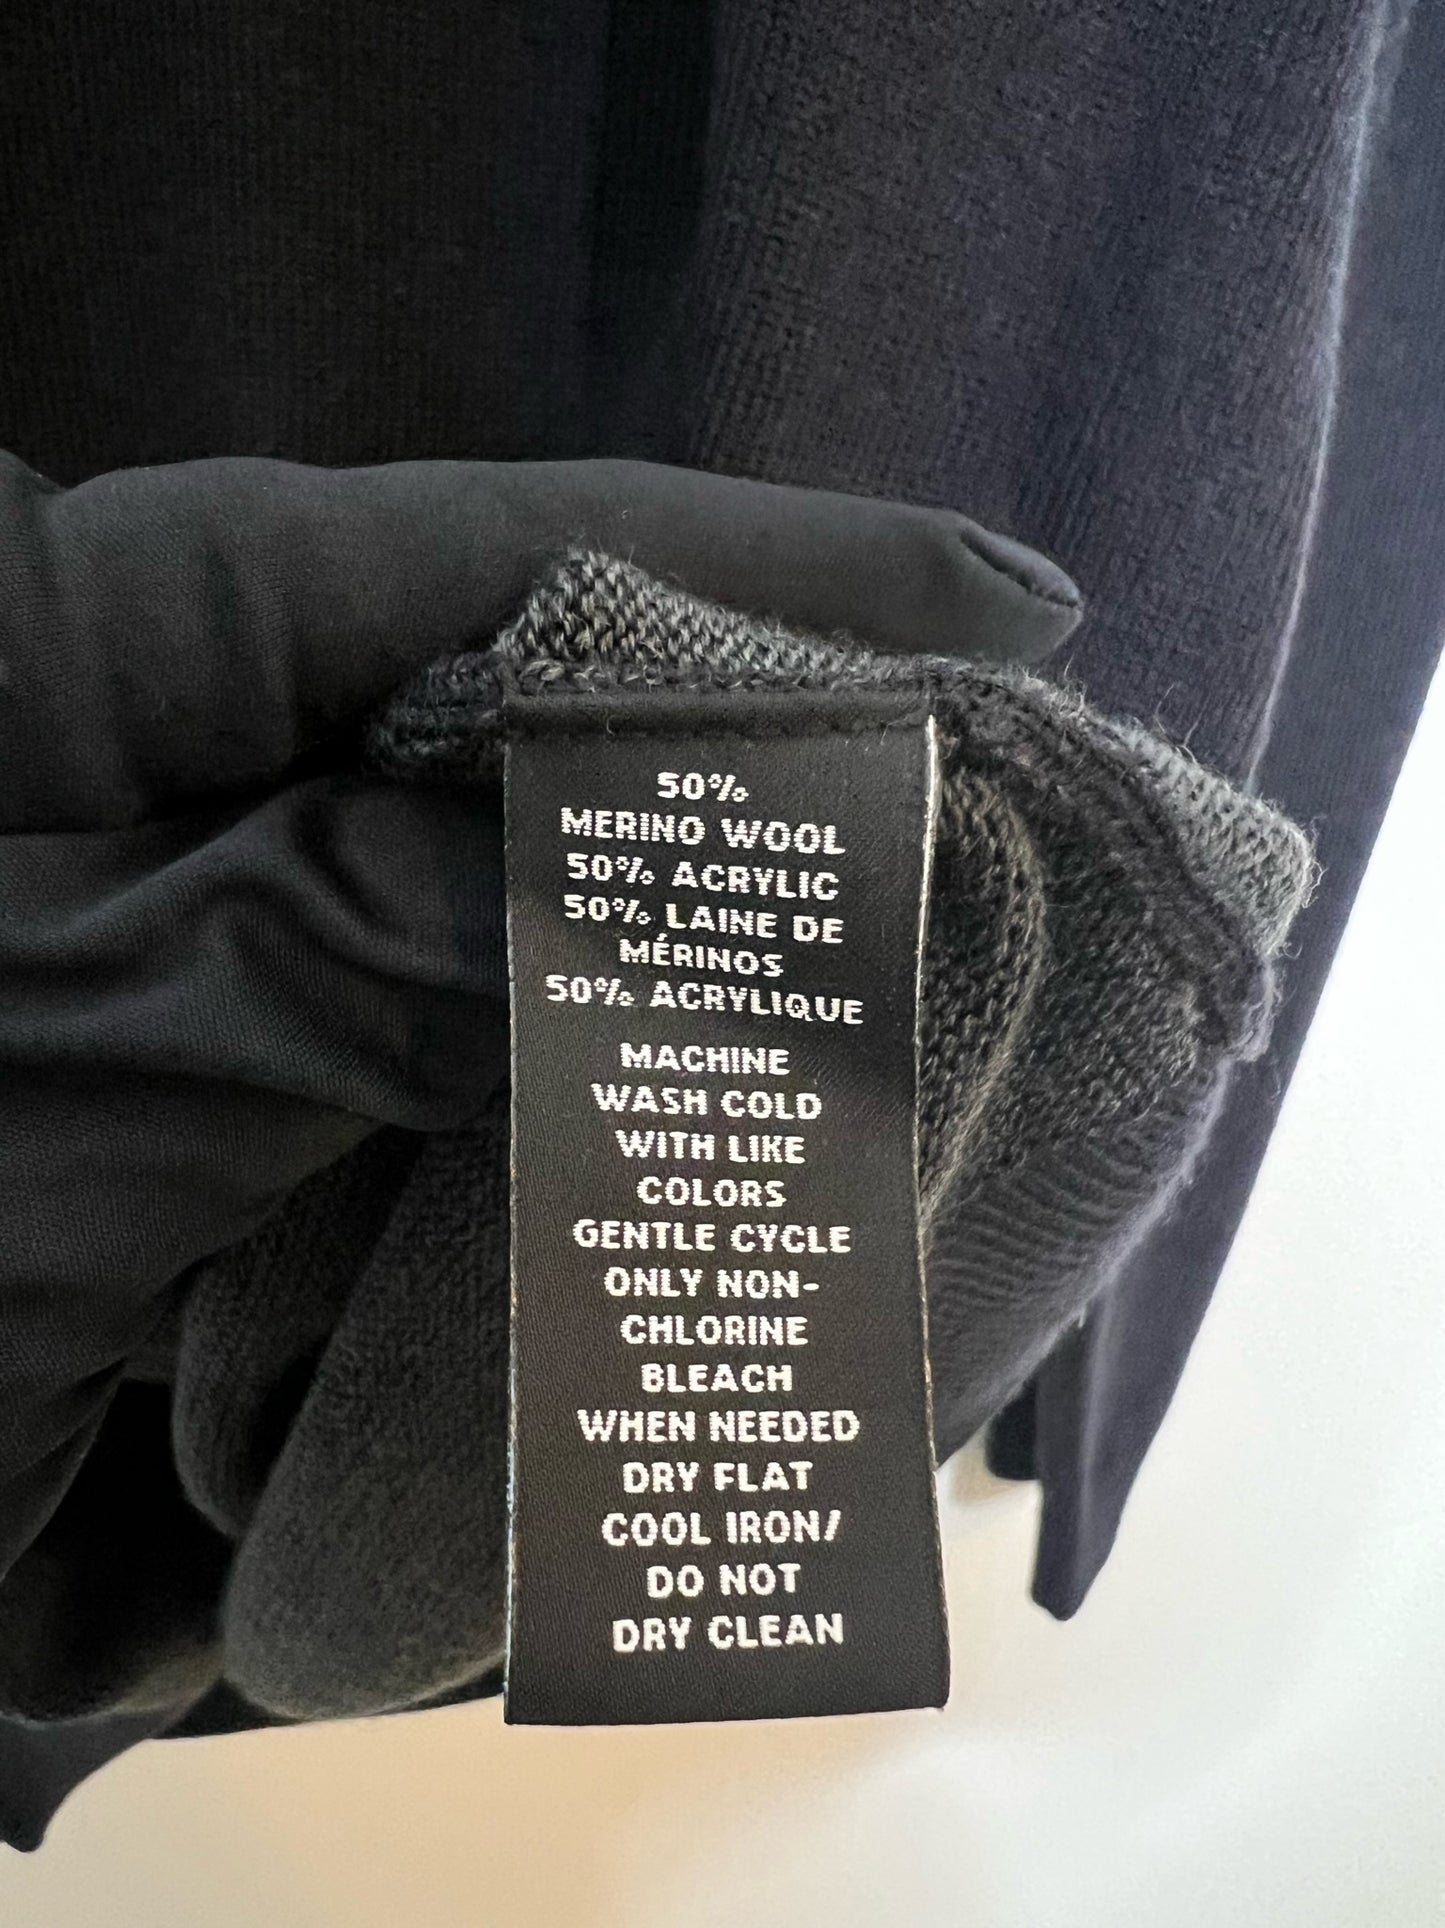 50%
MERINO WOOL
50% ACRYLIC
50% LAINE DE
MÉRINOS
50% ACRYLIQUE
MACHINE
WASH COLD
WITH LIKE
COLORS
GENTLE CYCLE
ONLY NON-
CHLORINE
BLEACH
WHEN NEEDED
DRY FLAT
COOL IRON/
DO NOT
DRY CLEAN